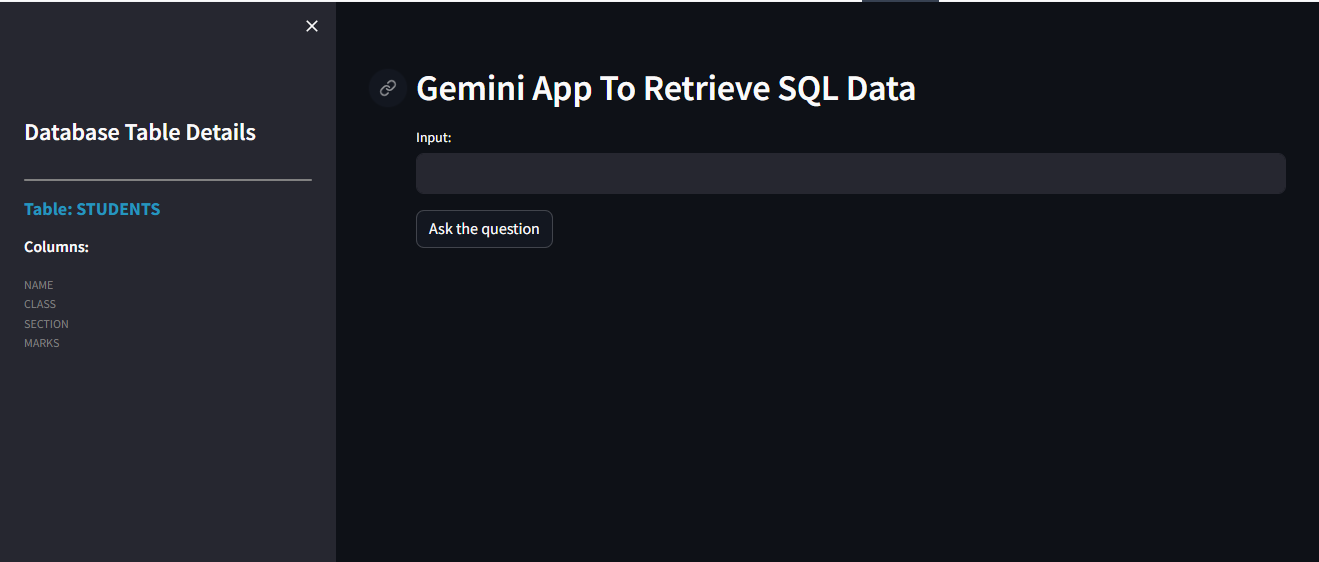 Database Table Details
Table: STUDENTS
Columns:
NAME
CLASS
SECTION
MARKS
Gemini App To Retrieve SQL Data
Input:
Ask the question